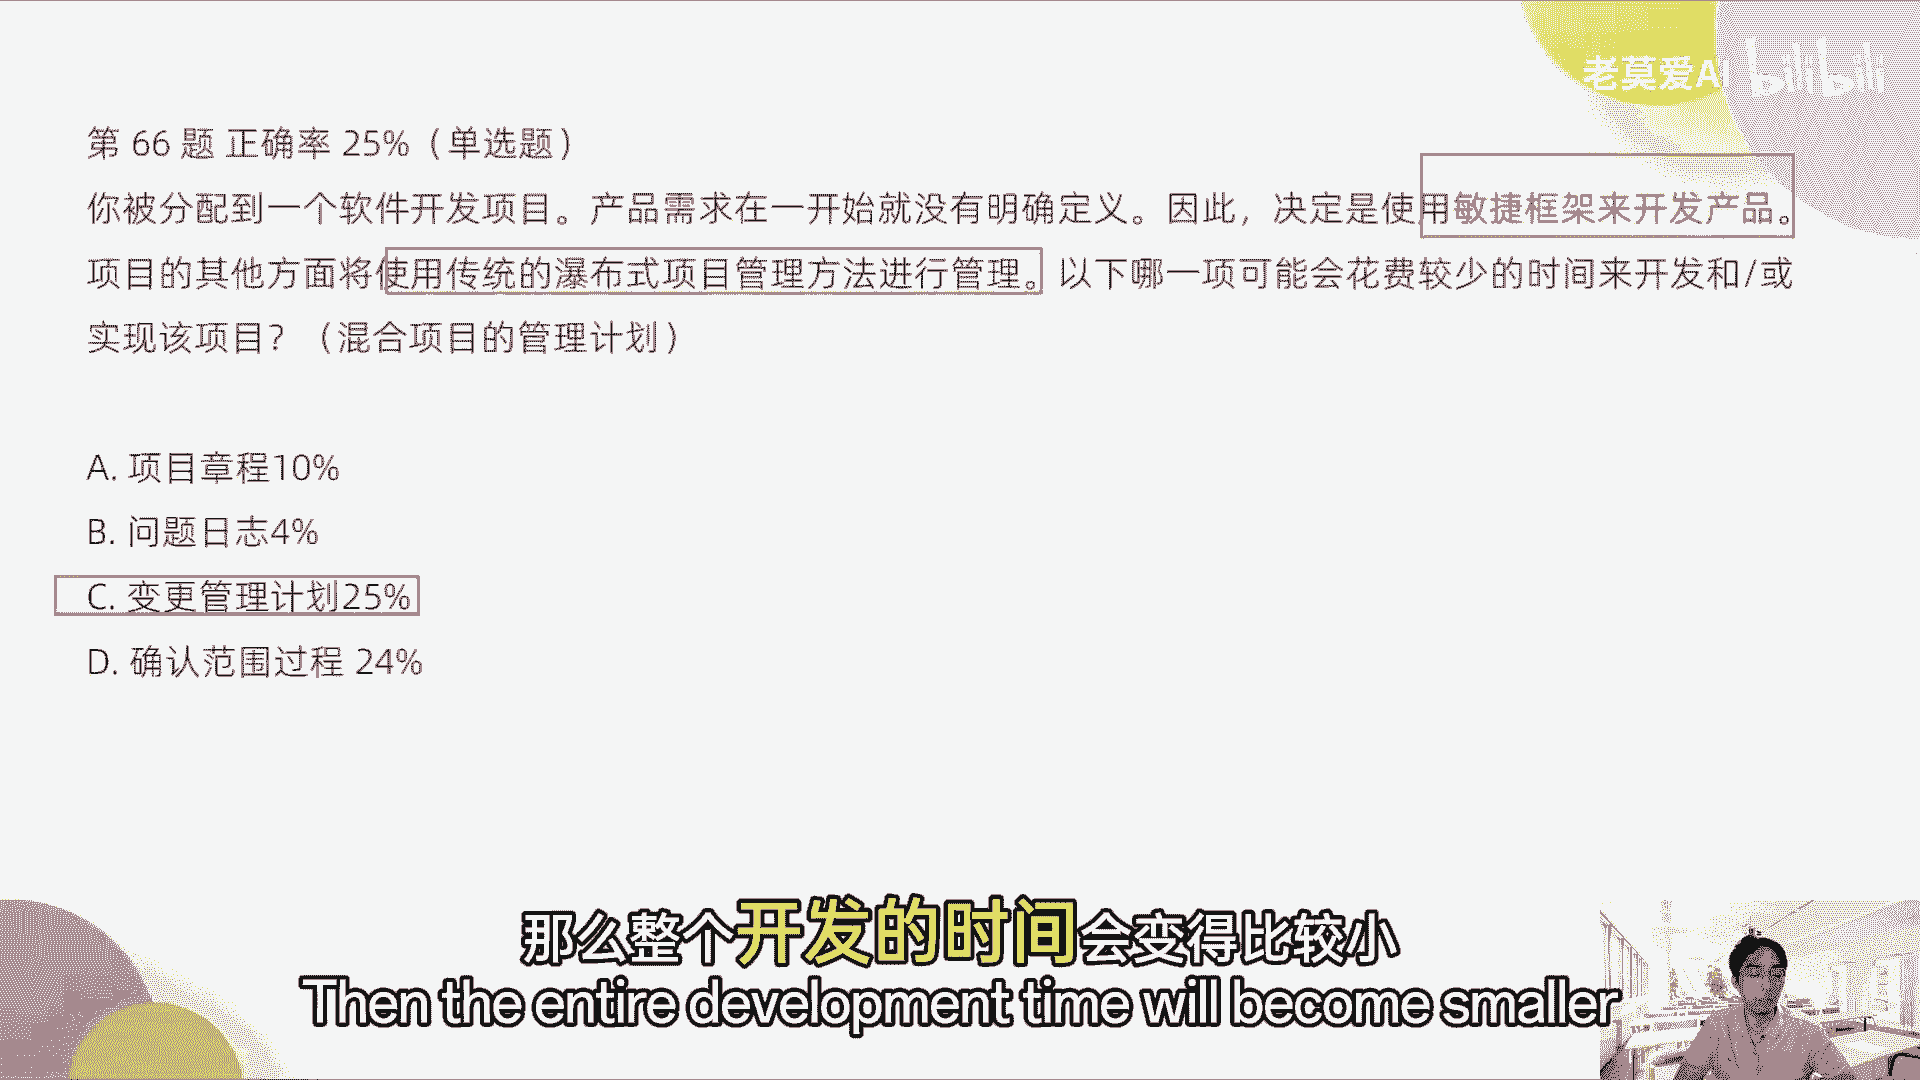 老莫爱AI bilibili
第 66 题 正确率 25%（单选题）
你被分配到一个软件开发项目。产品需求在一开始就没有明确定义。因此，决定是使用敏捷框架来开发产品。
项目的其他方面将使用传统的瀑布式项目管理方法进行管理。以下哪一项可能会花费较少的时间来开发和/或
实现该项目？（混合项目的管理计划）
A. 项目章程10%
B. 问题日志4%
C. 变更管理计划25%
D. 确认范围过程 24%
那么整个开发的时间会变得比较小
Then the entire development time will become smaller